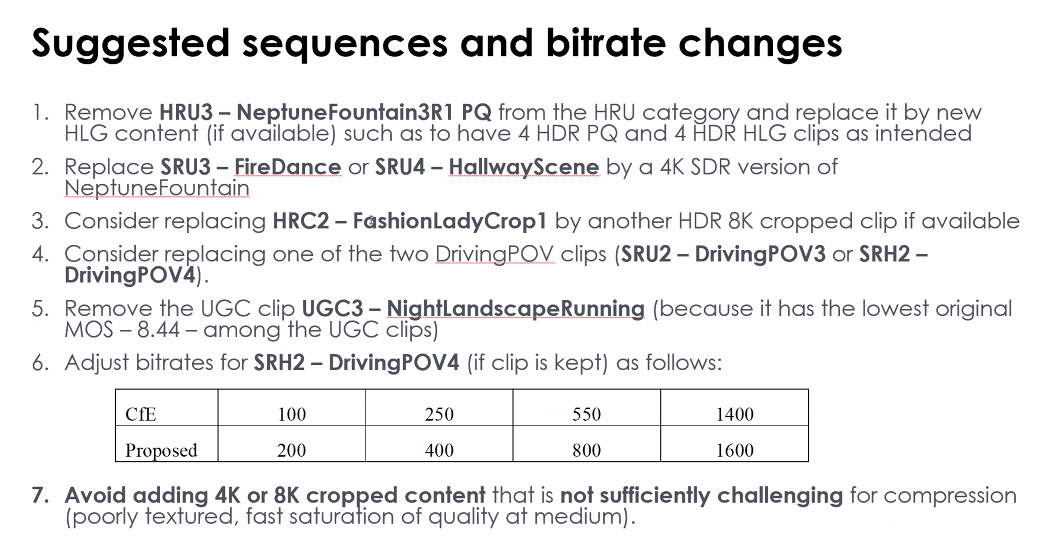 Suggested sequences and bitrate changes
1. Remove HRU3 – NeptuneFountain3R1 PQ from the HRU category and replace it by new
HLG content (if available) such as to have 4 HDR PQ and 4 HDR HLG clips as intended
2. Replace SRU3 – FireDance or SRU4 – HallwayScene by a 4K SDR version of
NeptuneFountain
3. Consider replacing HRC2 – FashionLadyCrop1 by another HDR 8K cropped clip if available
4. Consider replacing one of the two DrivingPOV clips (SRU2 – DrivingPOV3 or SRH2 –
DrivingPOV4).
5. Remove the UGC clip UGC3 – NightLandscapeRunning (because it has the lowest original
MOS – 8.44 – among the UGC clips)
6. Adjust bitrates for SRH2 – DrivingPOV4 (if clip is kept) as follows:
CfE 100 250 550 1400
Proposed 200 400 800 1600
7. Avoid adding 4K or 8K cropped content that is not sufficiently challenging for compression
(poorly textured, fast saturation of quality at medium).